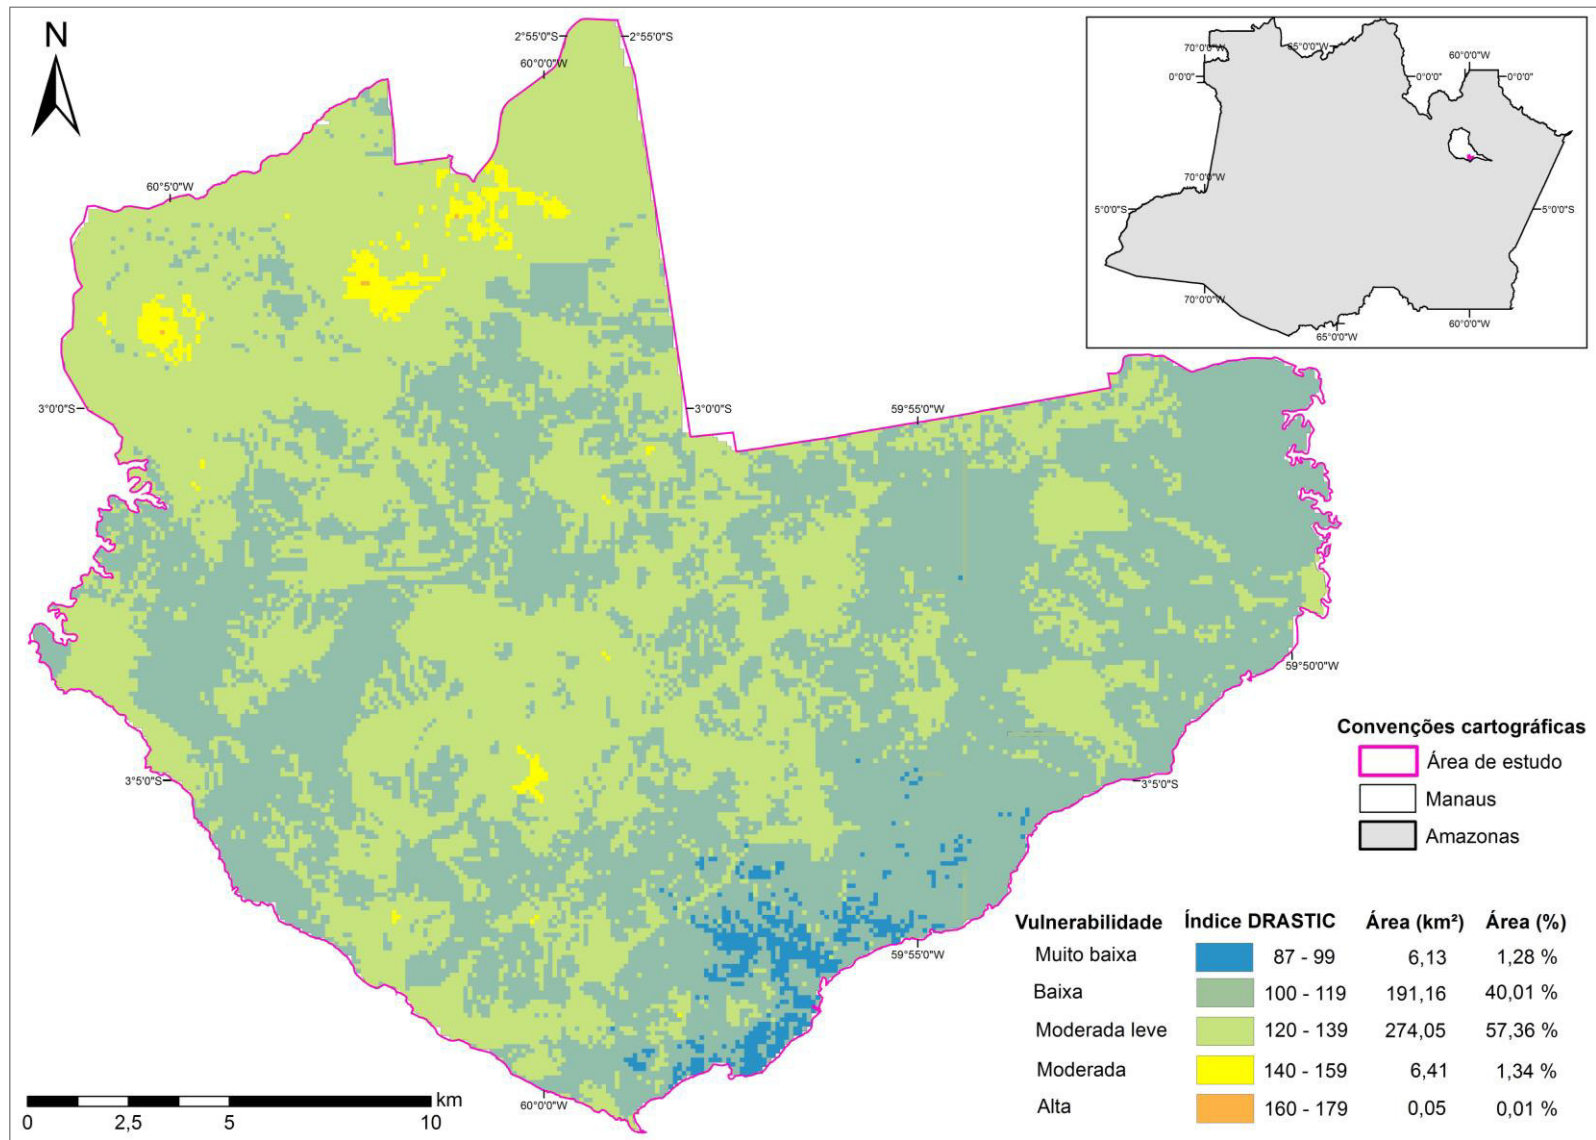 N
2°55'0"S
2°55'0"S
60°0'0"W
60°5'0"W
3°0'0"S
3°0'0"S
59°55'0"W
59°50'0"W
3°5'0"S
3°5'0"S
59°55'0"W
60°0'0"W
70°0'0"W
65°0'0"W
60°0'0"W
0°0'0"
0°0'0"
0°0'0"
70°0'0"W
5°0'0"S
5°0'0"S
70°0'0"W
65°0'0"W
60°0'0"W
Convenções cartográficas
Área de estudo
Manaus
Amazonas
Vulnerabilidade Índice DRASTIC Área (km²) Área (%)
Muito baixa 87 - 99 6,13 1,28 %
Baixa 100 - 119 191,16 40,01 %
Moderada leve 120 - 139 274,05 57,36 %
Moderada 140 - 159 6,41 1,34 %
Alta 160 - 179 0,05 0,01 %
km
0 2,5 5 10